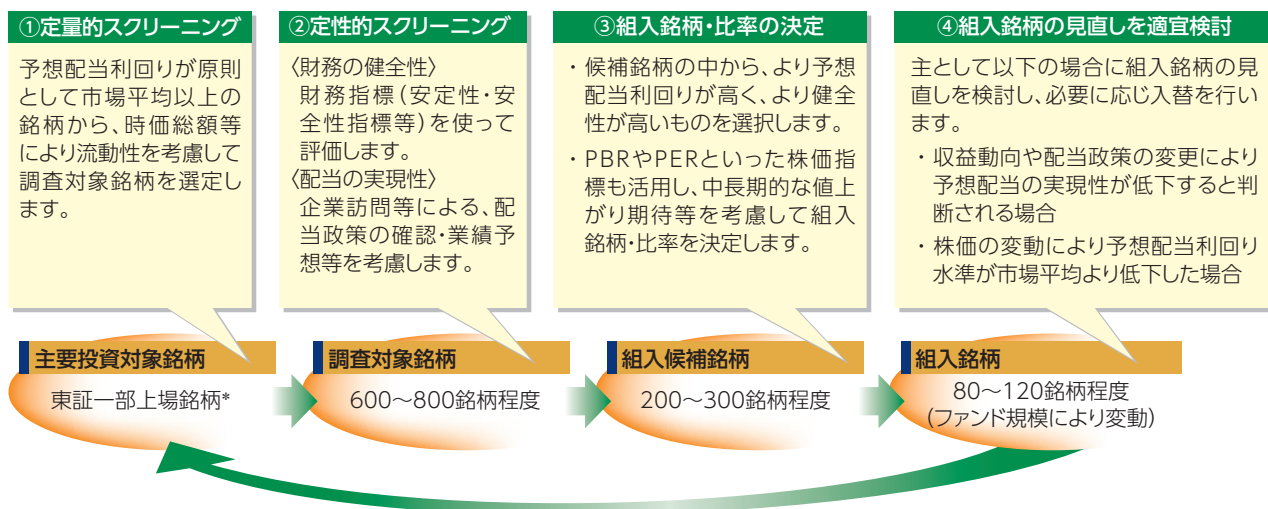 ①定量的スクリーニング
予想配当利回りが原則
として市場平均以上の
銘柄から、時価総額等
により流動性を考慮して
調査対象銘柄を選定し
ます。
②定性的スクリーニング
〈財務の健全性〉
財務指標（安定性・安
全性指標等）を使って
評価します。
〈配当の実現性〉
企業訪問等による、配
当政策の確認・業績予
想等を考慮します。
③組入銘柄・比率の決定
・候補銘柄の中から、より予想
配当利回りが高く、より健全
性が高いものを選択します。
・PBRやPERといった株価指
標も活用し、中長期的な値上
がり期待等を考慮して組入
銘柄・比率を決定します。
④組入銘柄の見直しを適宜検討
主として以下の場合に組入銘柄の見
直しを検討し、必要に応じ入替を行い
ます。
・収益動向や配当政策の変更により
予想配当の実現性が低下すると判
断される場合
・株価の変動により予想配当利回り
水準が市場平均より低下した場合
主要投資対象銘柄
東証一部上場銘柄*
調査対象銘柄
600～800銘柄程度
組入候補銘柄
200～300銘柄程度
組入銘柄
80～120銘柄程度
(ファンド規模により変動)